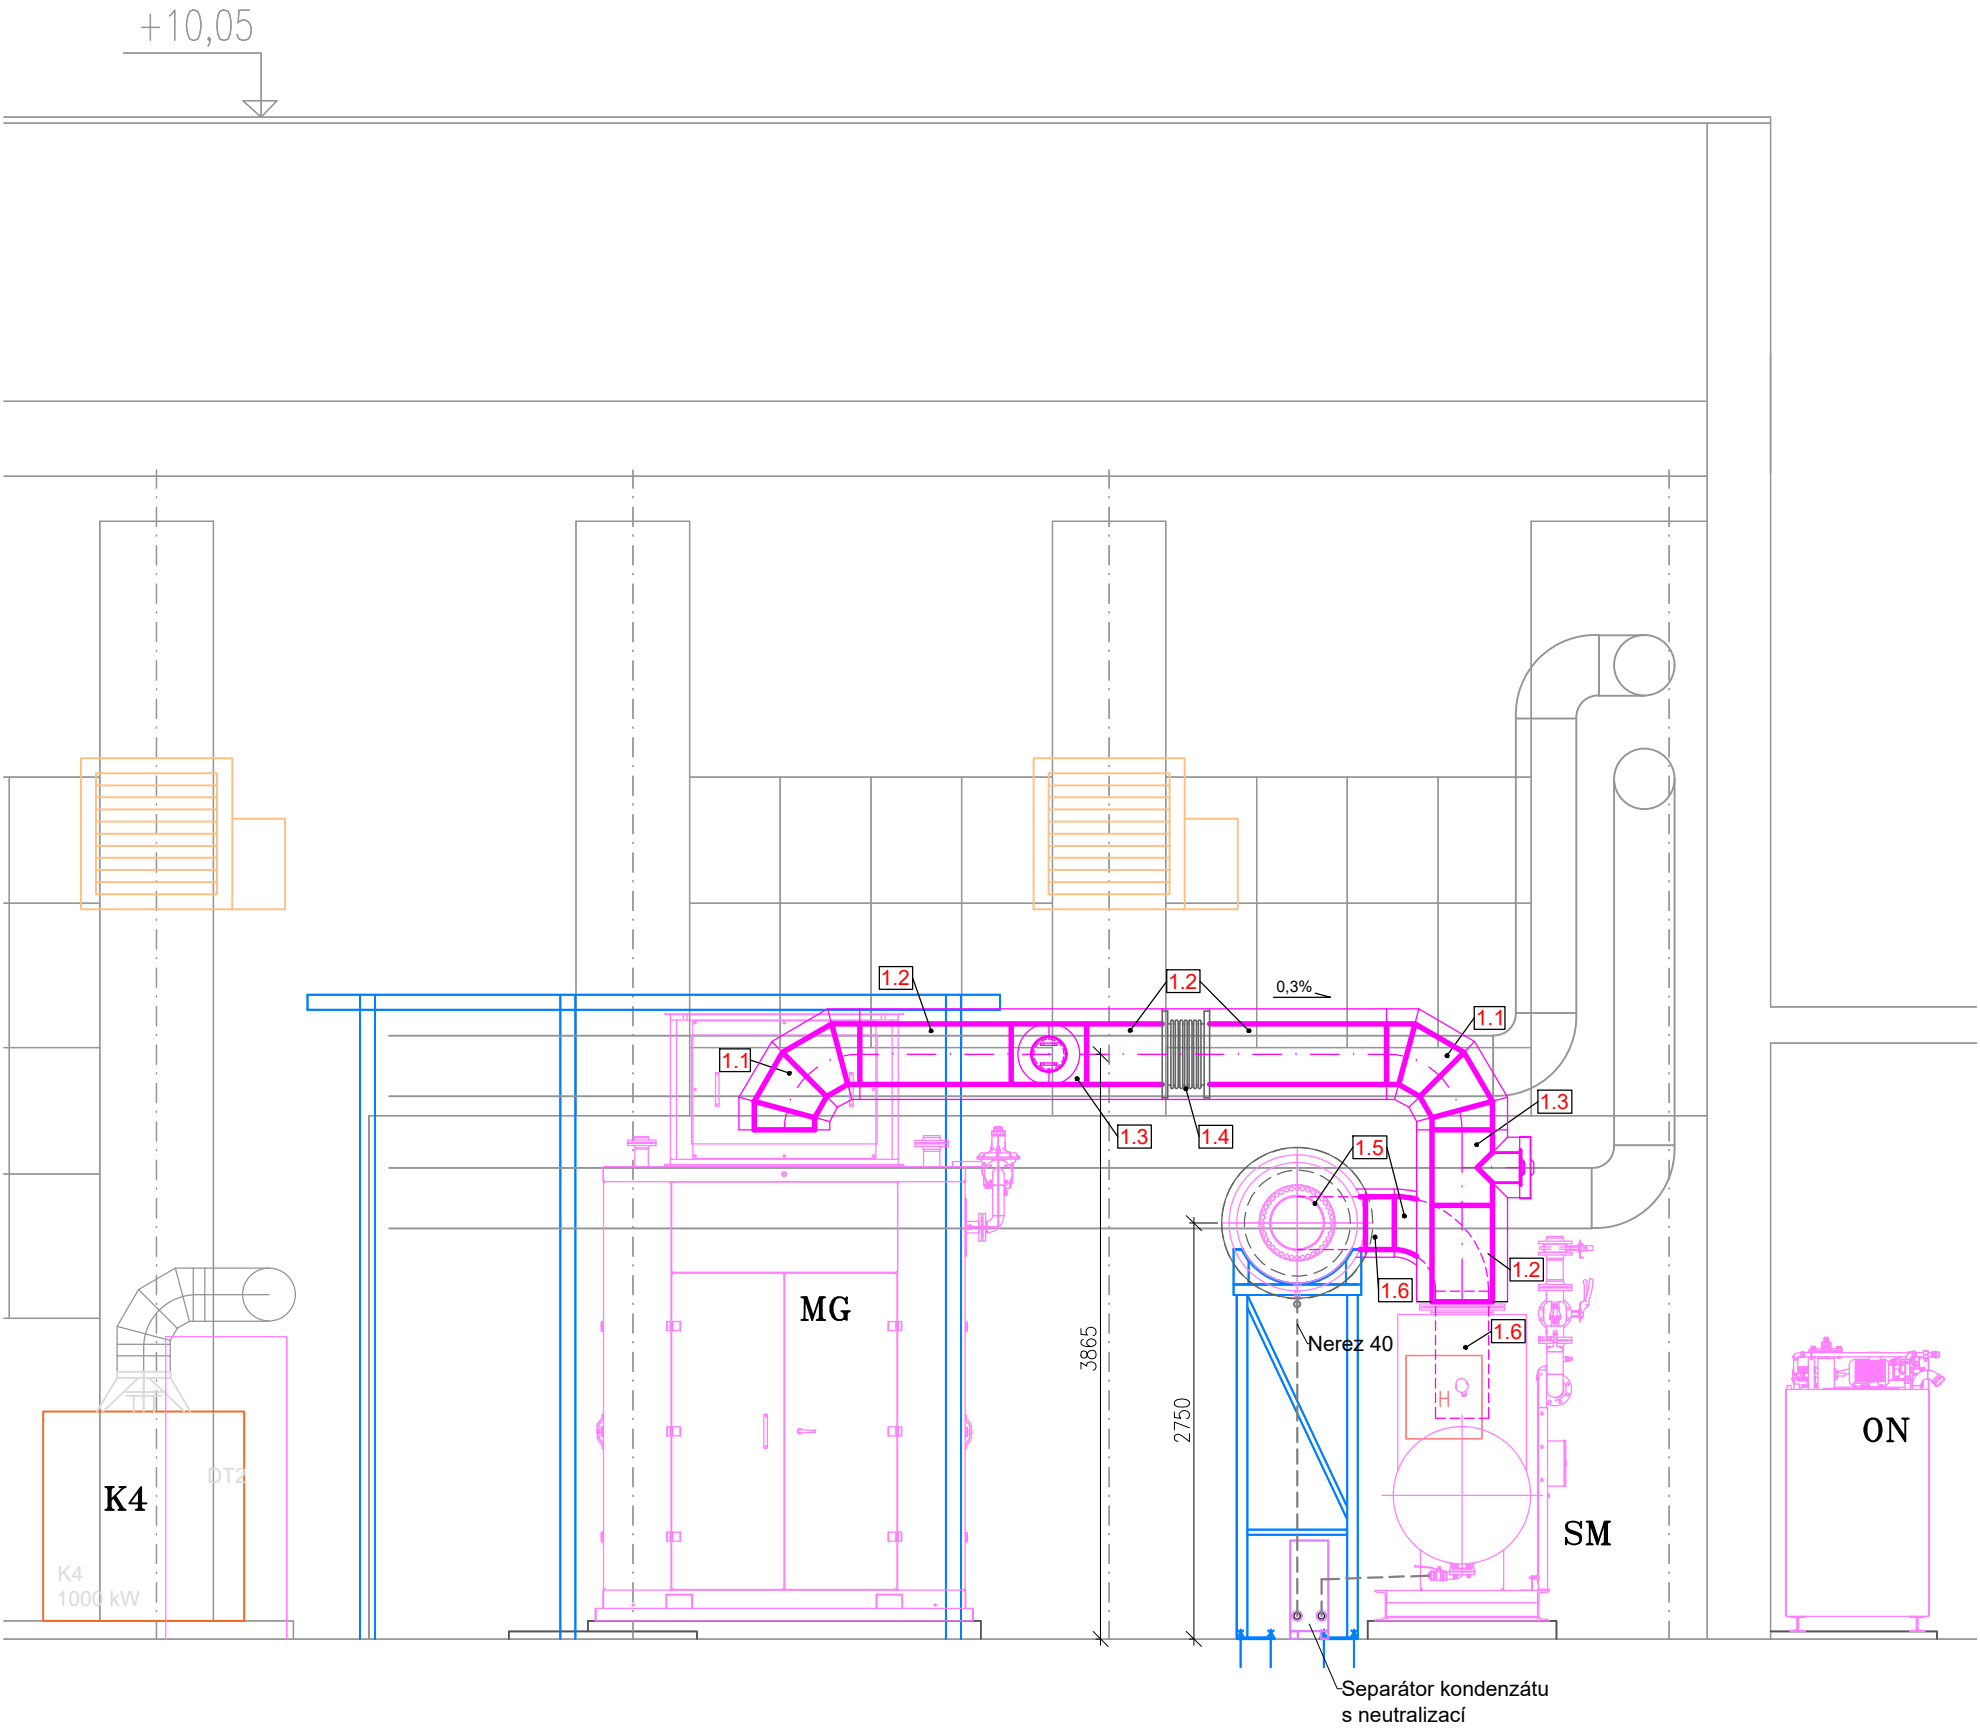 +10,05
1.2
1.2
0,3%
1.1
1.1
1.3
1.3
1.4
1.5
1.2
1.6
MG
1.6
Nerez 40
3865
2750
H
ON
DT2
K4
SM
K4
1000 kW
Separátor kondenzátu
s neutralizací